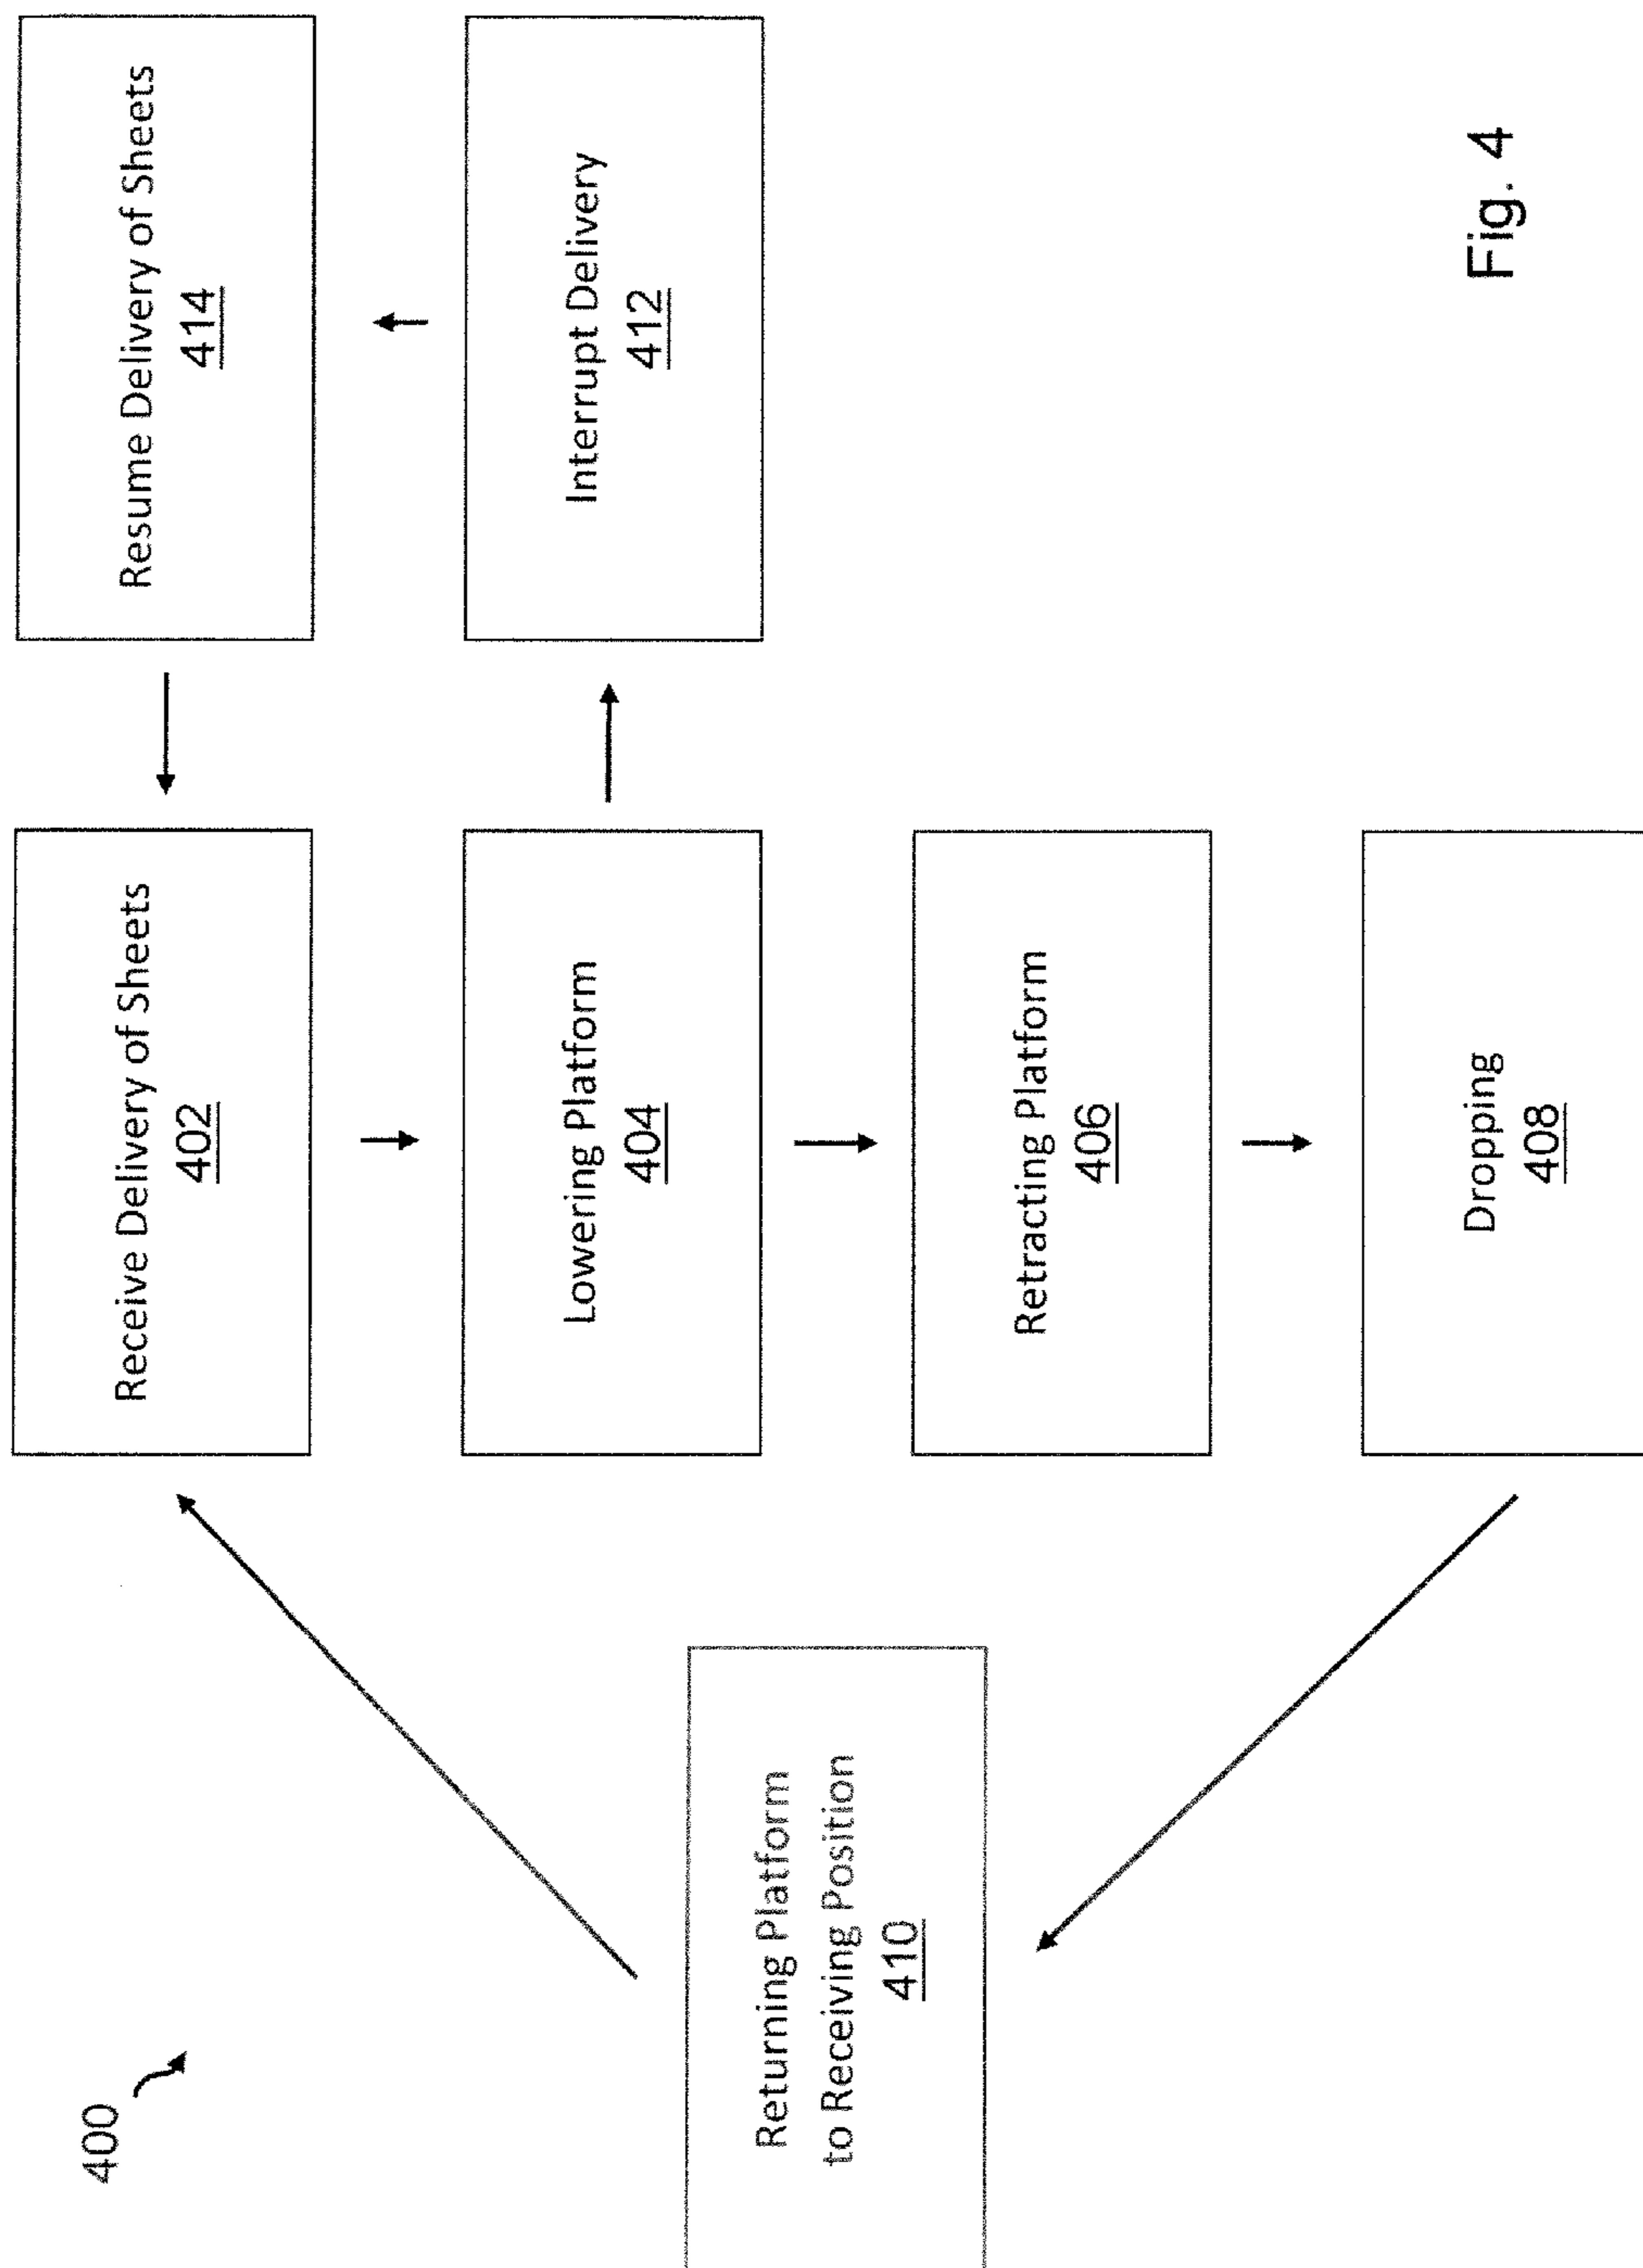 400
Receive Delivery of Sheets
402
Resume Delivery of Sheets
414
Lowering Platform
404
Interrupt Delivery
412
Returning Platform
to Receiving Position
410
Retracting Platform
406
Dropping
408
Fig. 4